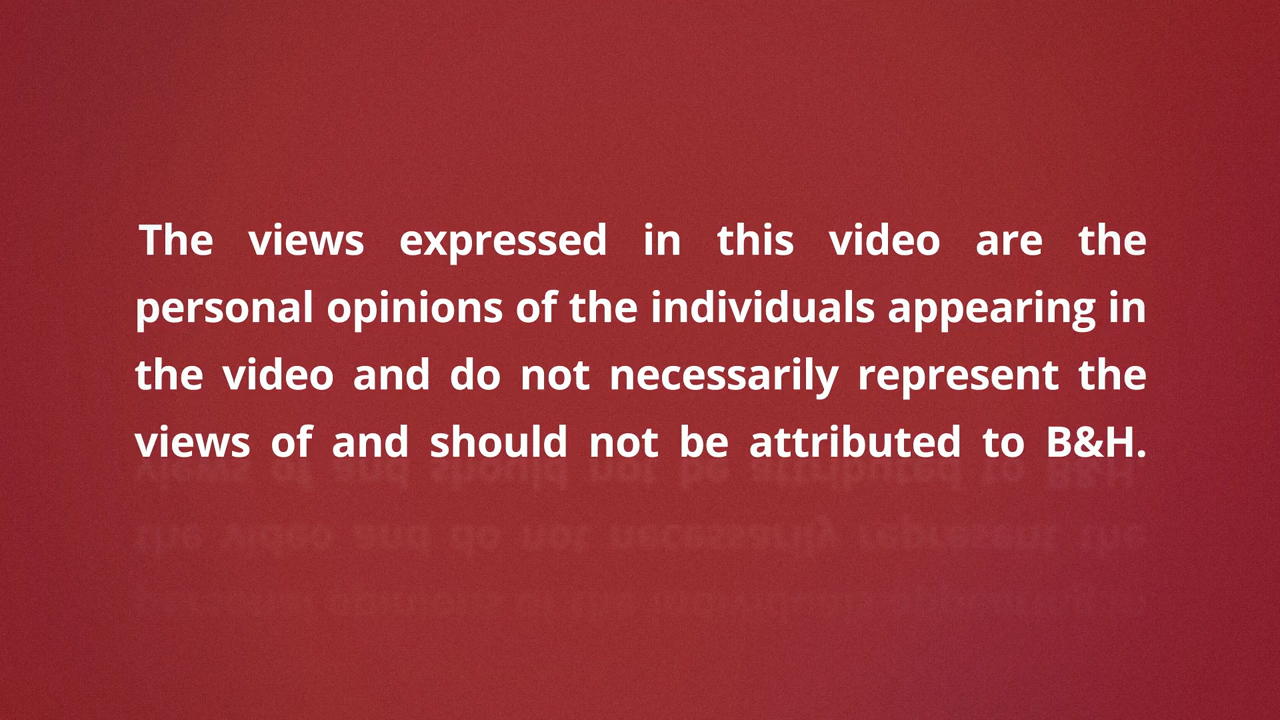 The views expressed in this video are the
personal opinions of the individuals appearing in
the video and do not necessarily represent the
views of and should not be attributed to B&H.